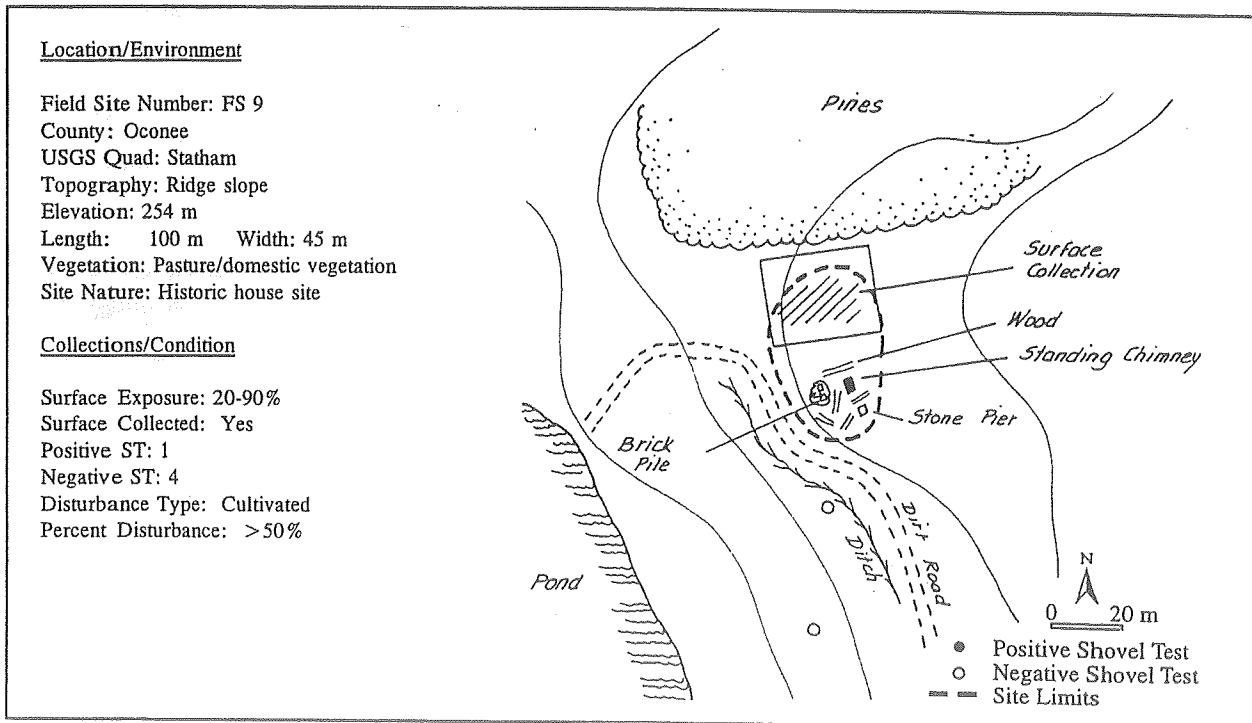 Location/Environment
Field Site Number: FS 9
County: Oconee
USGS Quad: Statham
Topography: Ridge slope
Elevation: 254 m
Length: 100 m Width: 45 m
Vegetation: Pasture/domestic vegetation
Site Nature: Historic house site
Collections/Condition
Surface Exposure: 20-90%
Surface Collected: Yes
Positive ST: 1
Negative ST: 4
Disturbance Type: Cultivated
Percent Disturbance: >50%
Pines
Surface
Collection
Wood
Standing Chimney
Stone Pier
Brick
Pile
Dirt Road
Ditch
Pond
N
0 20 m
Positive Shovel Test
Negative Shovel Test
Site Limits